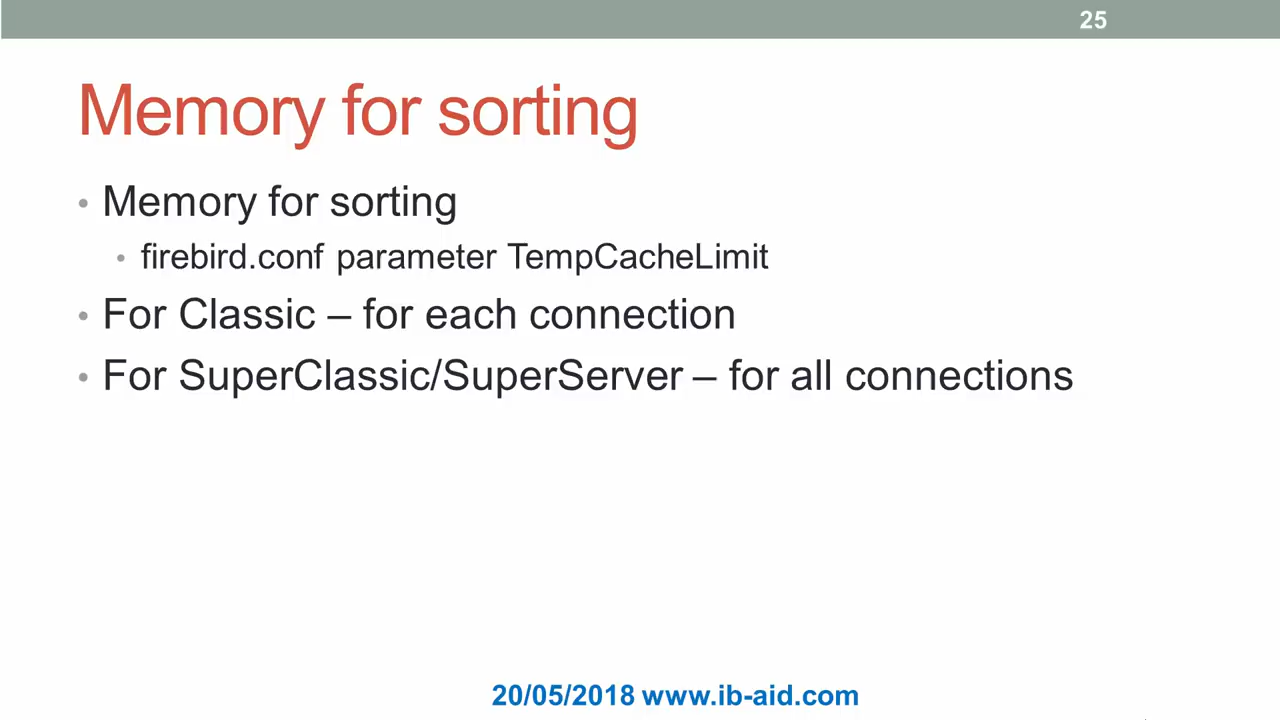 25
Memory for sorting
• Memory for sorting
• firebird.conf parameter TempCacheLimit
• For Classic – for each connection
• For SuperClassic/SuperServer – for all connections
20/05/2018 www.ib-aid.com